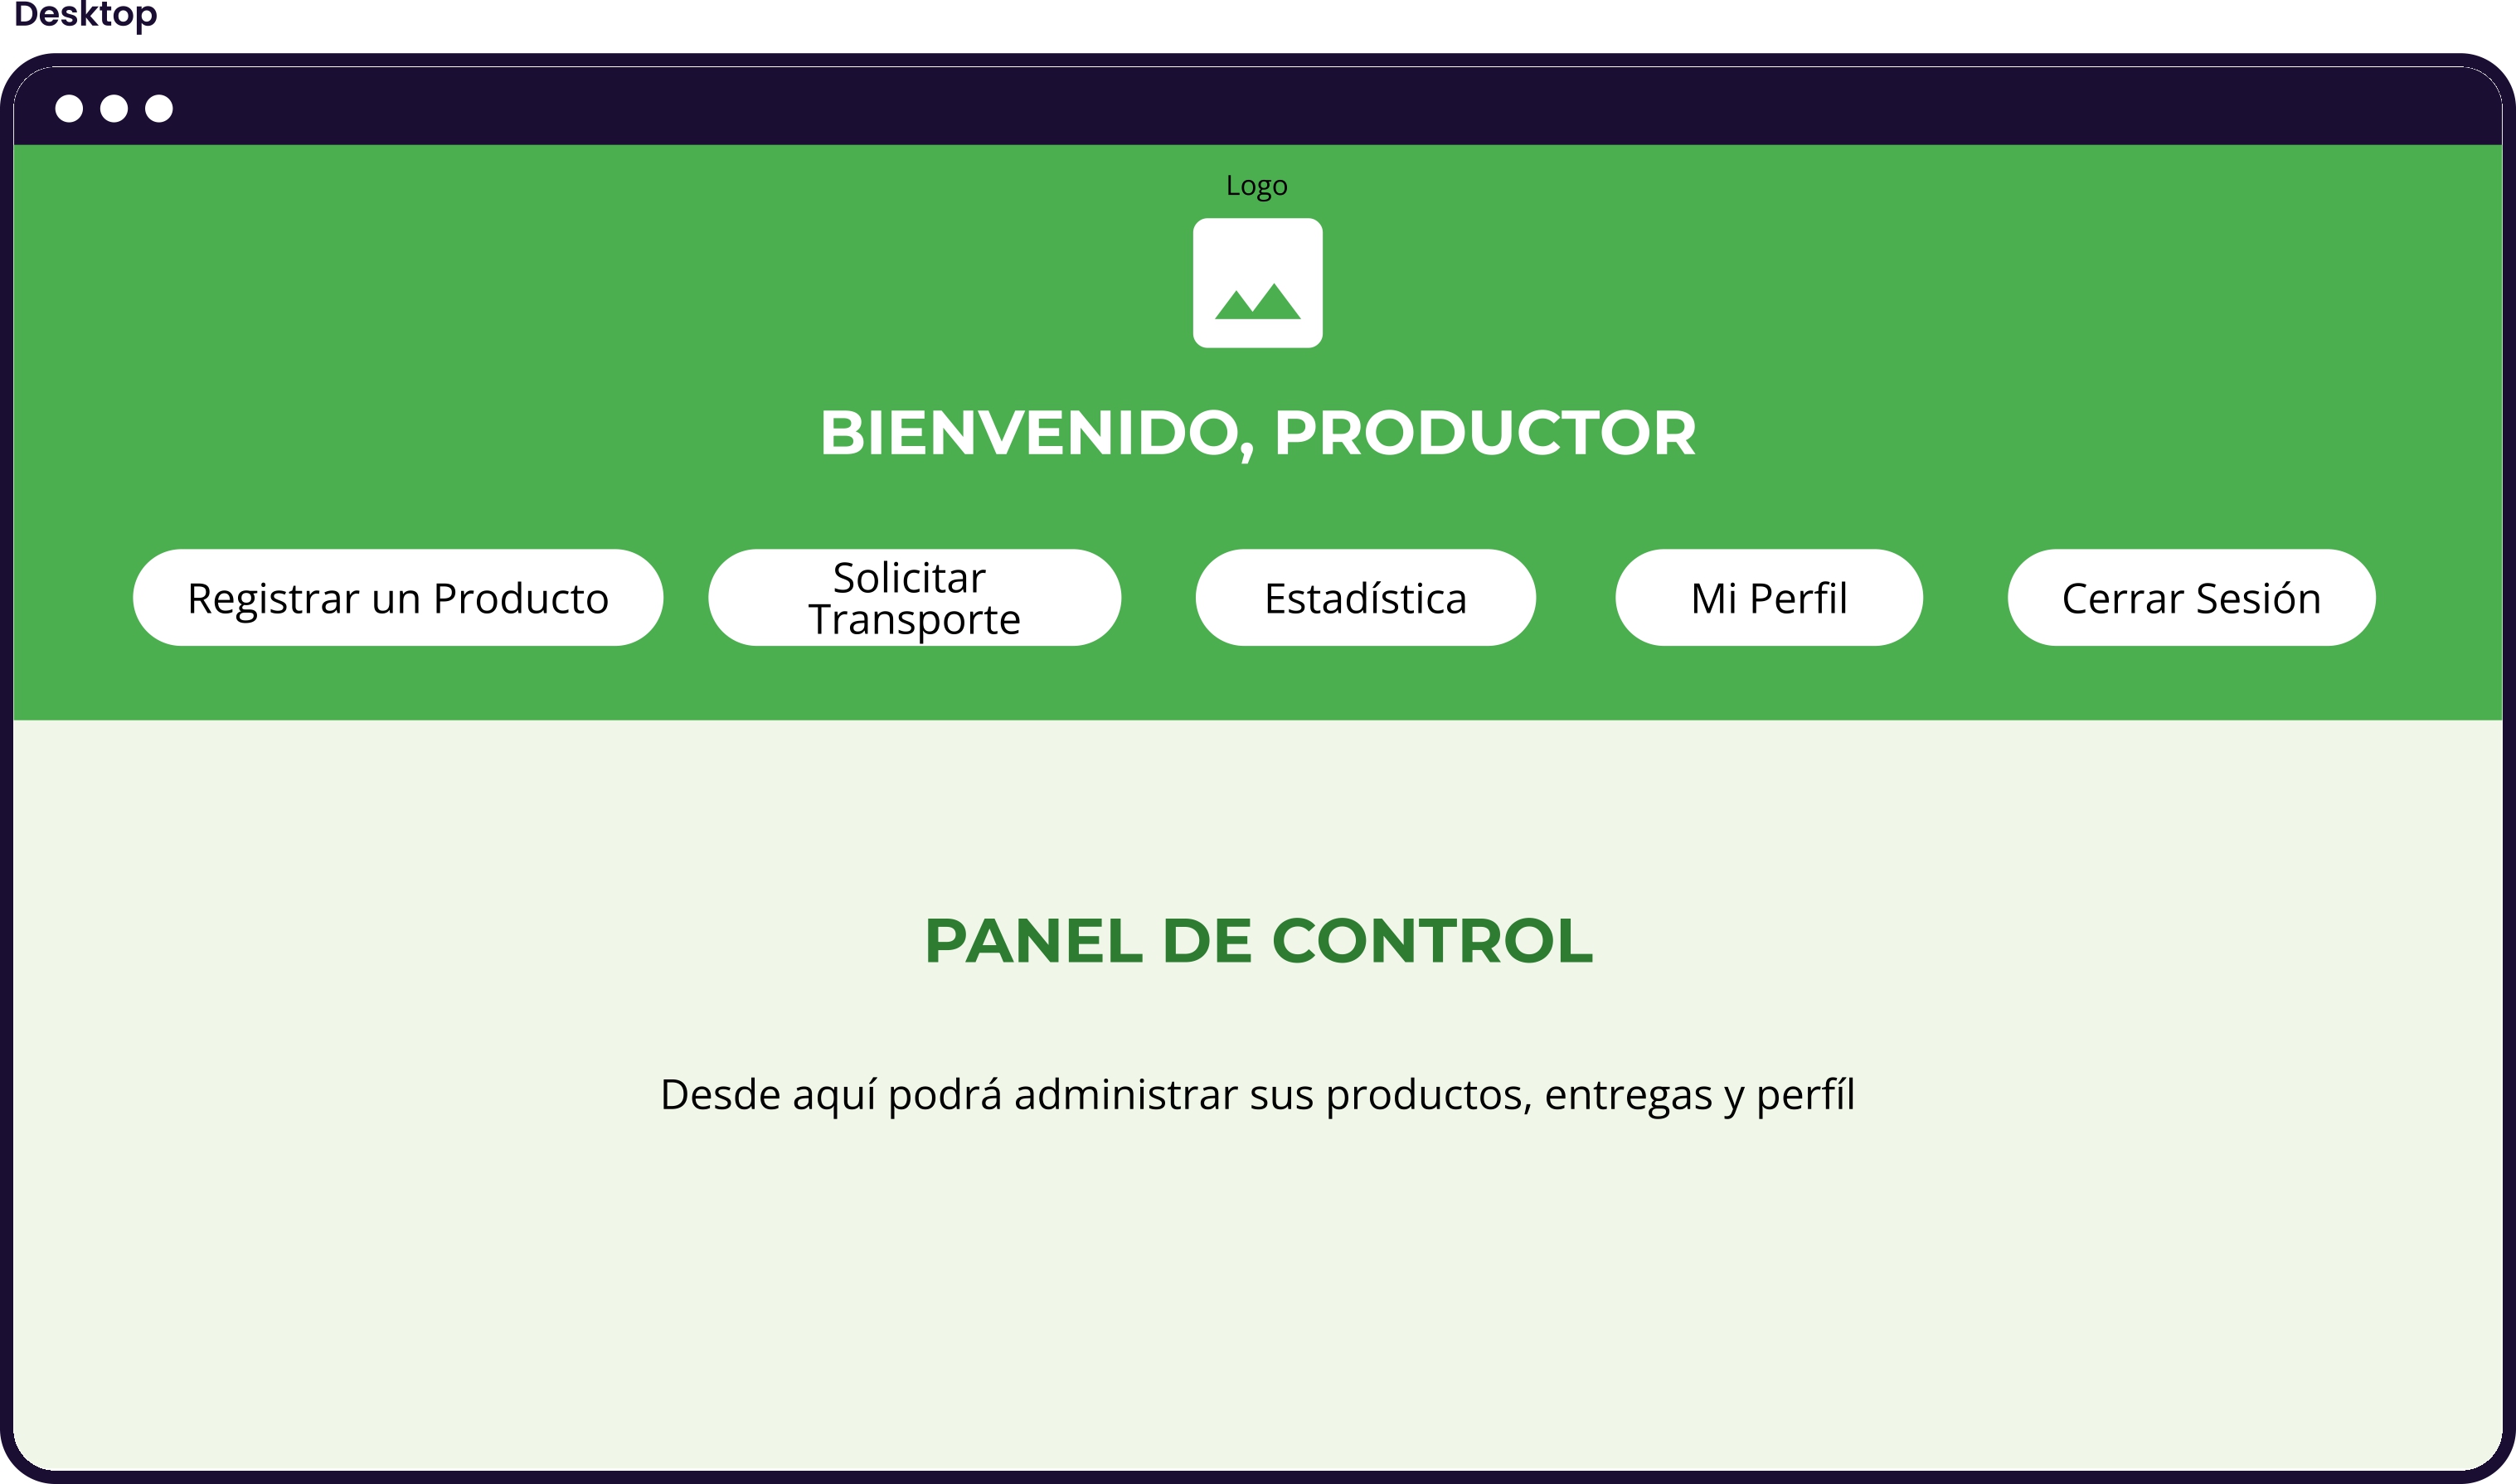 Desktop
Logo
BIENVENIDO, PRODUCTOR
Registrar un Producto
Solicitar
Transporte
Estadística
Mi Perfil
Cerrar Sesión
PANEL DE CONTROL
Desde aquí podrá administrar sus productos, entregas y perfíl